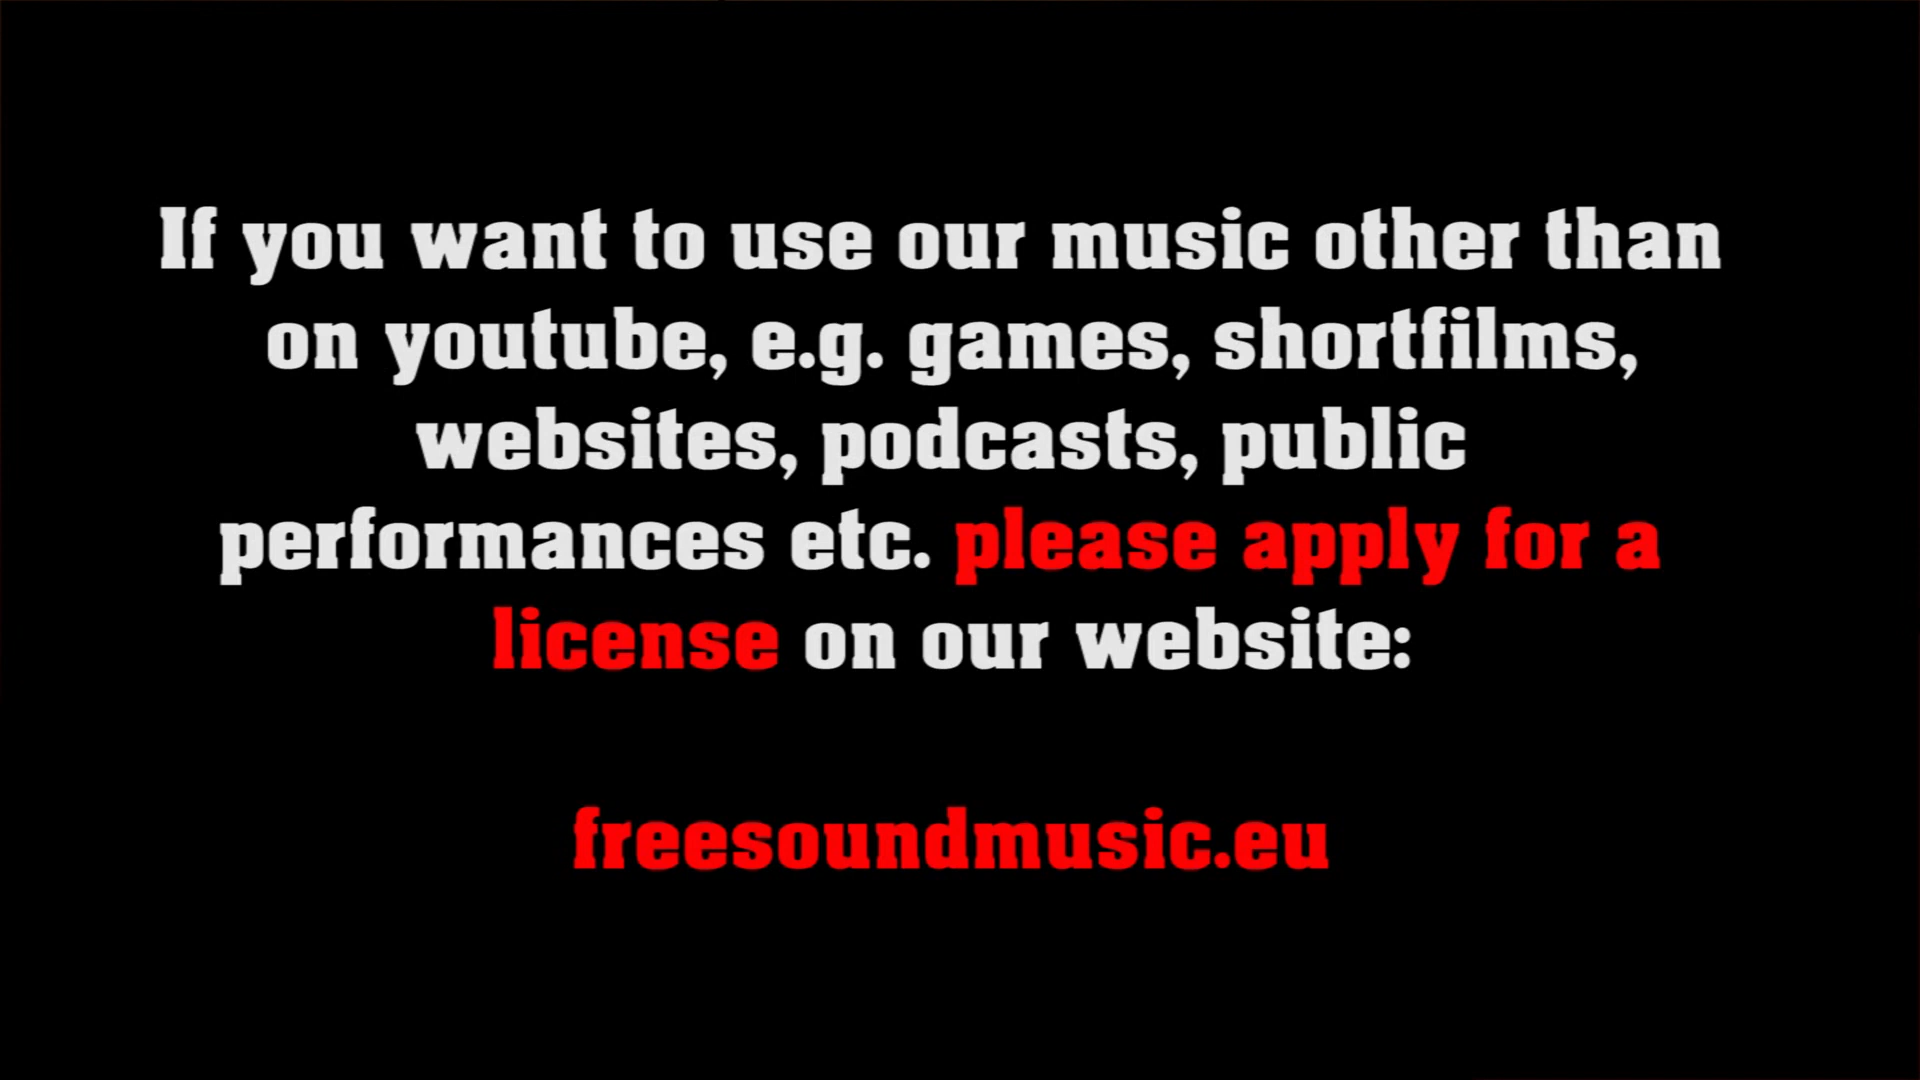 If you want to use our music other than
on youtube, e.g. games, shortfilms,
websites, podcasts, public
performances etc. please apply for a
license on our website:
freesoundmusic.eu